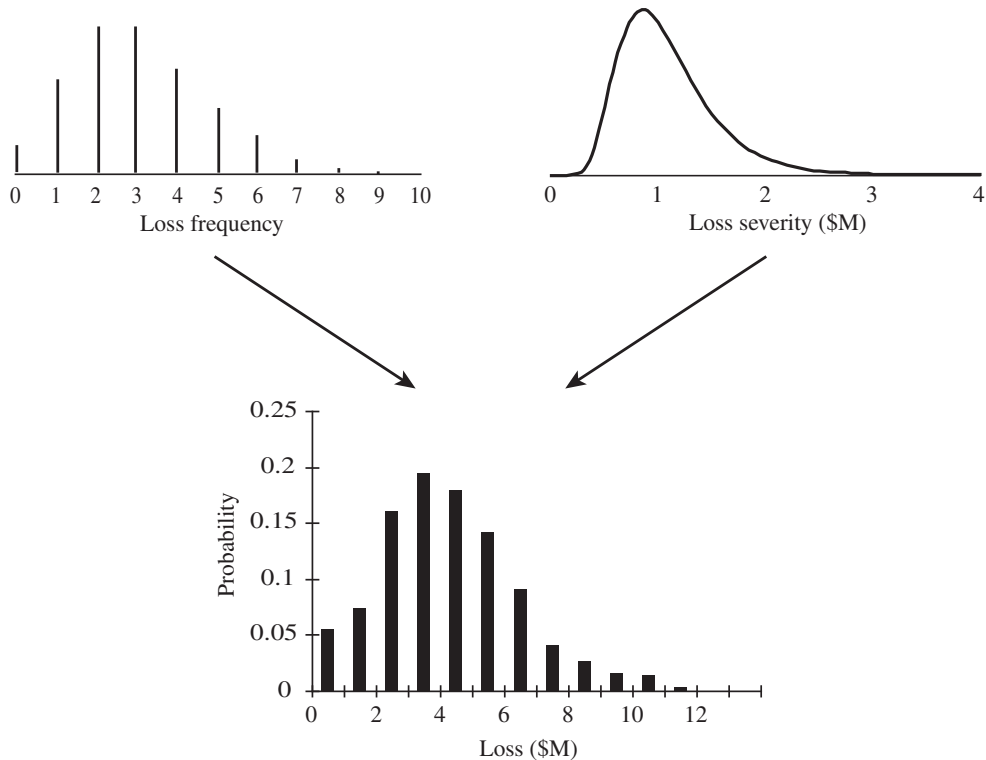 0 1 2 3 4 5 6 7 8 9 10
Loss frequency
0 1 2 3 4
Loss severity ($M)
0.25
0.2
0.15
0.1
0.05
0
Probability
0 2 4 6 8 10 12
Loss ($M)